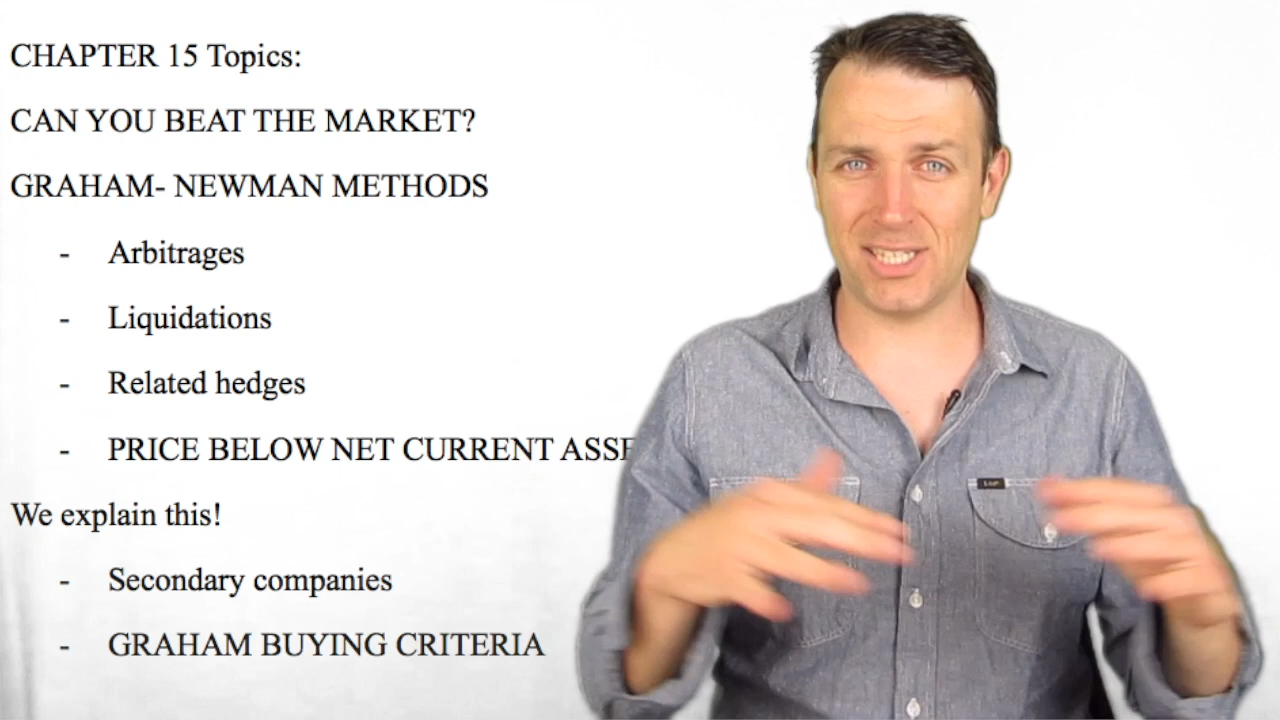 CHAPTER 15 Topics:
CAN YOU BEAT THE MARKET?
GRAHAM- NEWMAN METHODS
- Arbitrages
- Liquidations
- Related hedges
- PRICE BELOW NET CURRENT ASSE
We explain this!
- Secondary companies
- GRAHAM BUYING CRITERIA